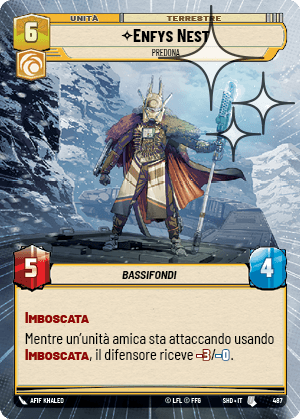 UNITÀ
TERRESTRE
6
✧ENFYS NEST
PREDONA
5
BASSIFONDI
4
IMBOSCATA
Mentre un'unità amica sta attaccando usando
IMBOSCATA, il difensore riceve -3/-0.
AFIF KHALED
© LFL © FFG
SHD • IT
487